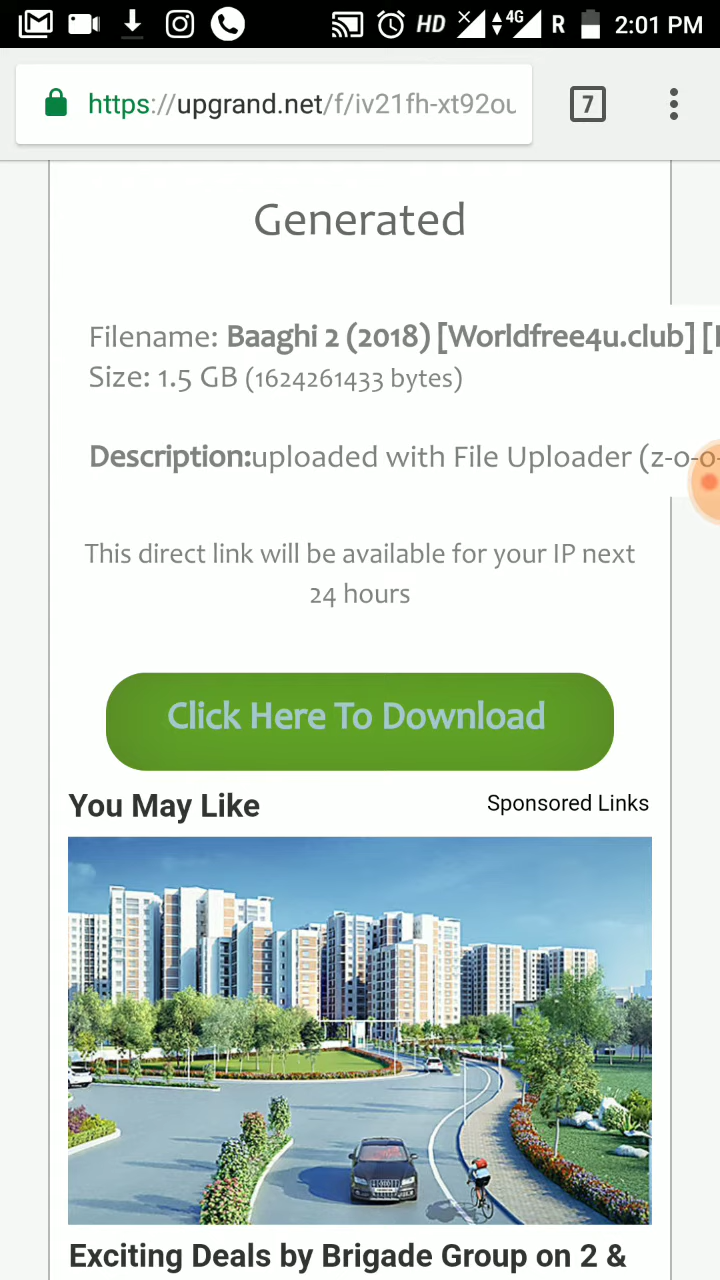 HD 4G R 2:01 PM
https://upgrand.net/f/iv21fh-xt92ou
7
Generated
Filename: Baaghi 2 (2018) [Worldfree4u.club] [
Size: 1.5 GB (1624261433 bytes)
Description:uploaded with File Uploader (z-o-o-
This direct link will be available for your IP next
24 hours
Click Here To Download
You May Like
Sponsored Links
Exciting Deals by Brigade Group on 2 &